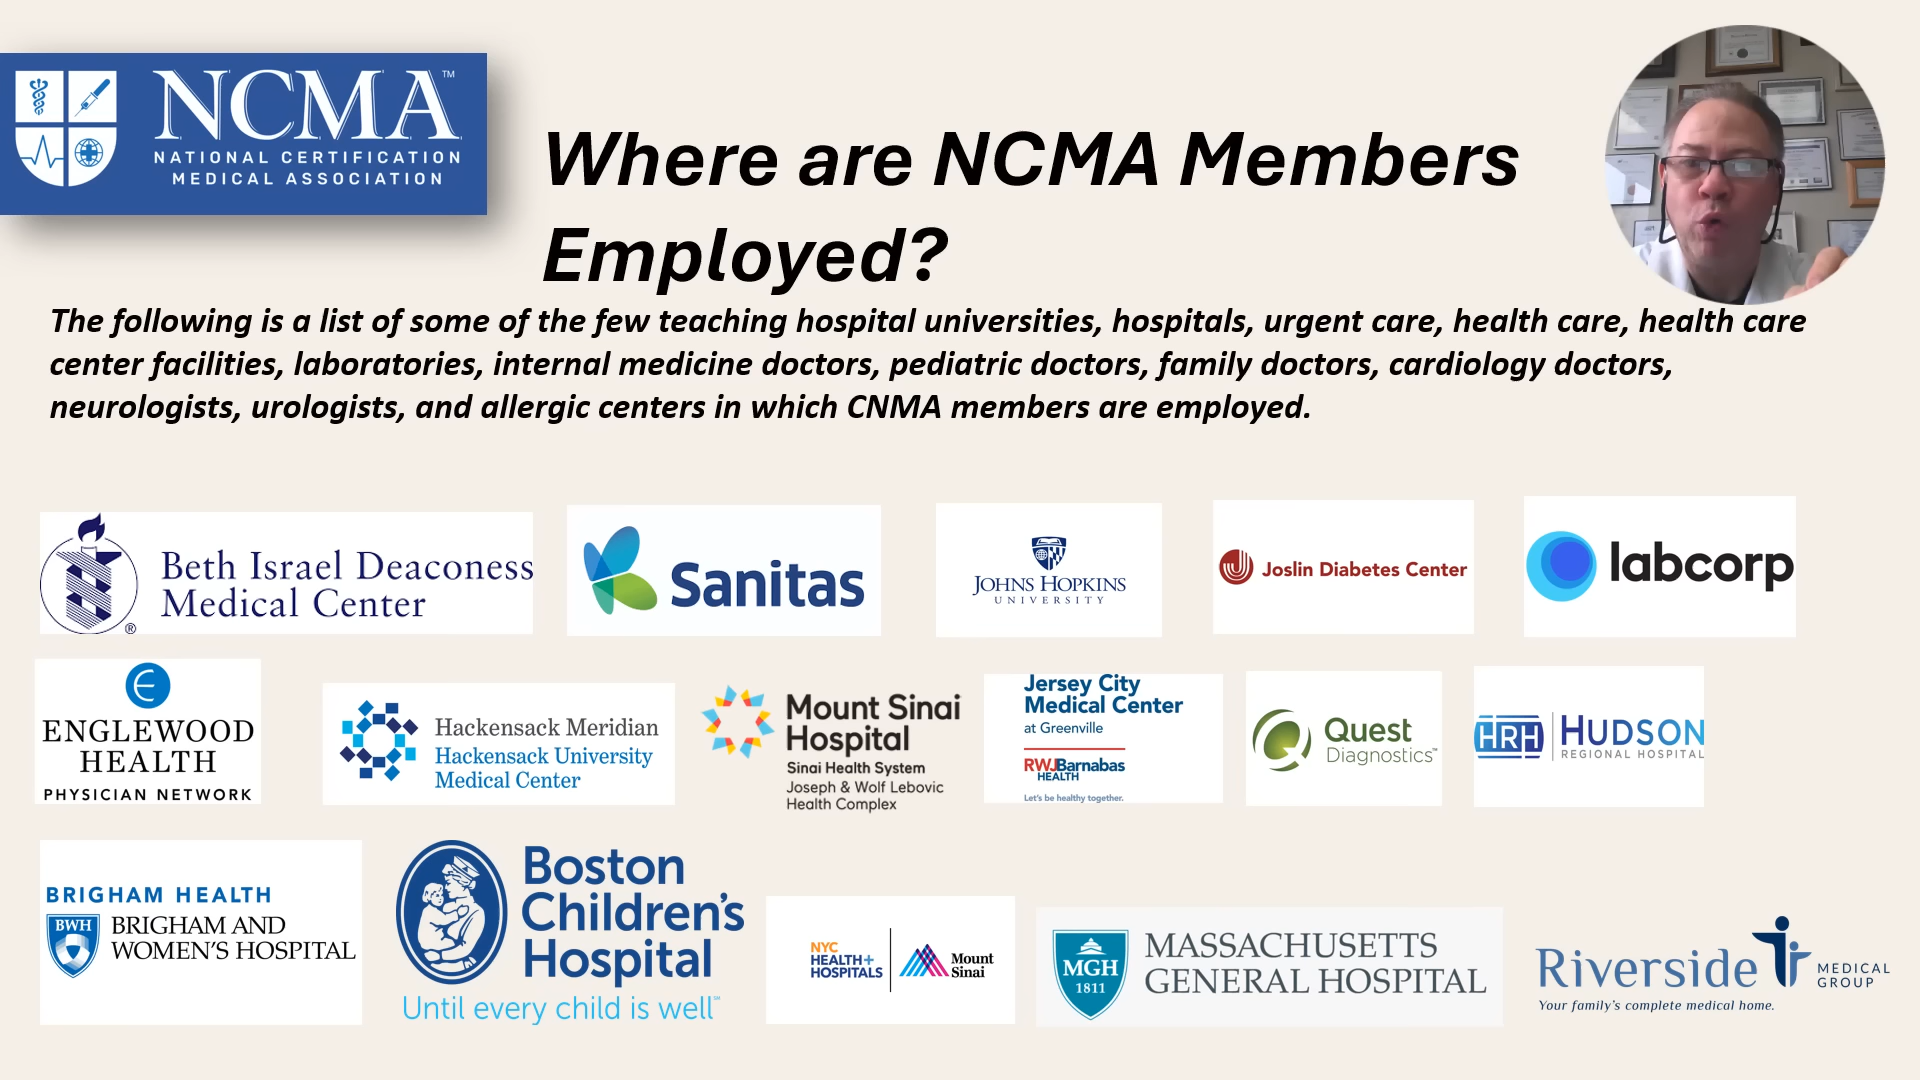 NCMA™
NATIONAL CERTIFICATION
MEDICAL ASSOCIATION
Where are NCMA Members
Employed?
The following is a list of some of the few teaching hospital universities, hospitals, urgent care, health care, health care
center facilities, laboratories, internal medicine doctors, pediatric doctors, family doctors, cardiology doctors,
neurologists, urologists, and allergic centers in which CNMA members are employed.
Beth Israel Deaconess
Medical Center
®
Sanitas
JOHNS HOPKINS
UNIVERSITY
Joslin Diabetes Center
labcorp
ENGLEWOOD
HEALTH
PHYSICIAN NETWORK
Hackensack Meridian
Hackensack University
Medical Center
Mount Sinai
Hospital
Sinai Health System
Joseph & Wolf Lebovic
Health Complex
Jersey City
Medical Center
at Greenville
RWJBarnabas
HEALTH
Let's be healthy together.
Quest
Diagnostics™
HRH
HUDSON
REGIONAL HOSPITAL
BRIGHAM HEALTH
BWH
BRIGHAM AND
WOMEN'S HOSPITAL
Boston
Children's
Hospital
Until every child is well℠
NYC
HEALTH+
HOSPITALS
Mount
Sinai
MGH
1811
MASSACHUSETTS
GENERAL HOSPITAL
Riverside
MEDICAL
GROUP
Your family's complete medical home.